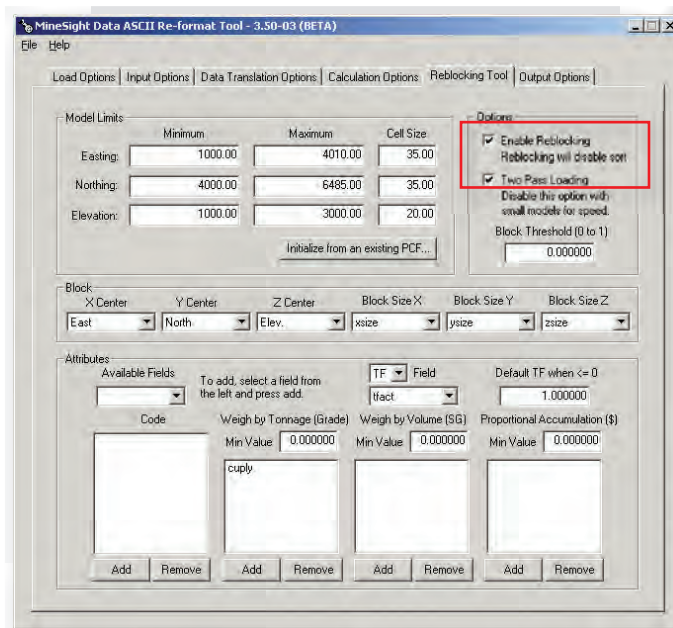 MineSight Data ASCII Re-format Tool - 3.50-03 (BETA)
File Help
Load Options Input Options Data Translation Options Calculation Options Reblocking Tool Output Options
Model Limits
Minimum Maximum Cell Size
Easting: 1000.00 4010.00 35.00
Northing: 4000.00 6485.00 35.00
Elevation: 1000.00 3000.00 20.00
Initialize from an existing PCF...
Options
Enable Reblocking
Reblocking will disable sort
Two Pass Loading
Disable this option with
small models for speed.
Block Threshold (0 to 1)
0.000000
Block
X Center Y Center Z Center Block Size X Block Size Y Block Size Z
East North Elev. xsize ysize zsize
Attributes
Available Fields
To add, select a field from
the left and press add.
TF Field
tfact
Default TF when <= 0
1.000000
Code Weigh by Tonnage (Grade) Weigh by Volume (SG) Proportional Accumulation ($)
Min Value 0.000000 Min Value 0.000000 Min Value 0.000000
cuply
Add Remove Add Remove Add Remove Add Remove